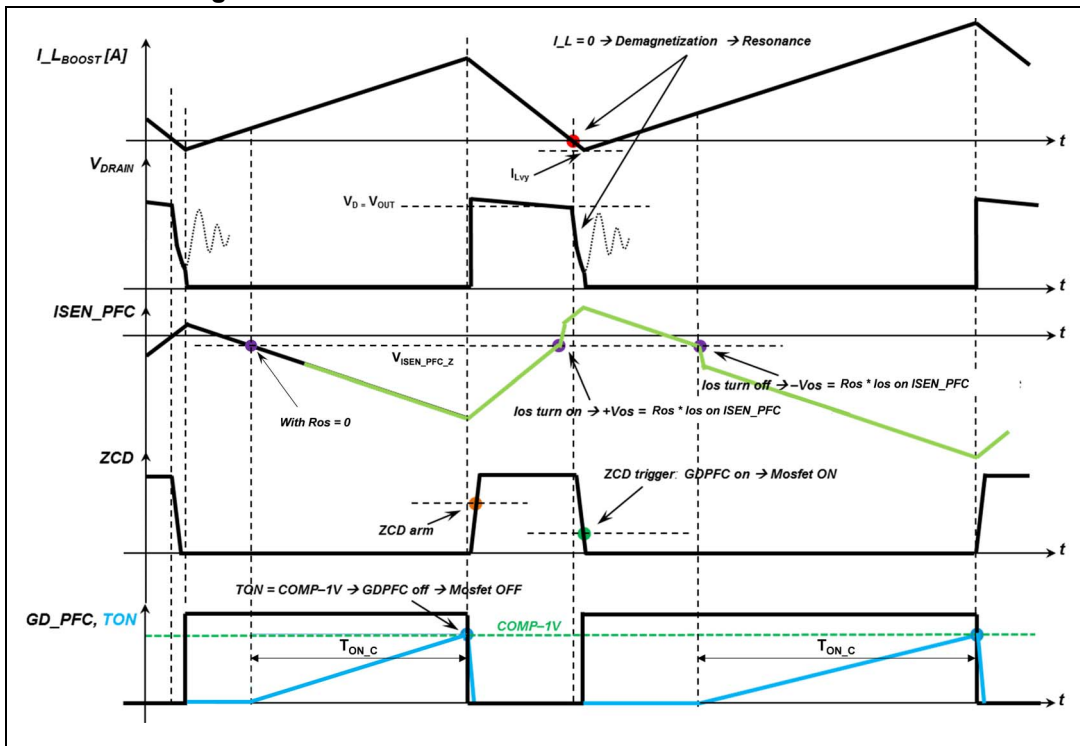 I_L = 0 → Demagnetization → Resonance
I_L_BOOST [A]
t
V_DRAIN
I_Lvy
V_D = V_OUT
t
ISEN_PFC
t
V_ISEN_PFC_Z
Ios turn off → –Vos = Ros * Ios on ISEN_PFC
With Ros = 0
Ios turn on → +Vos = Ros * Ios on ISEN_PFC
ZCD
ZCD trigger: GDPFC on → Mosfet ON
ZCD arm
t
TON = COMP–1V → GDPFC off → Mosfet OFF
GD_PFC, TON
COMP–1V
T_ON_C
T_ON_C
t